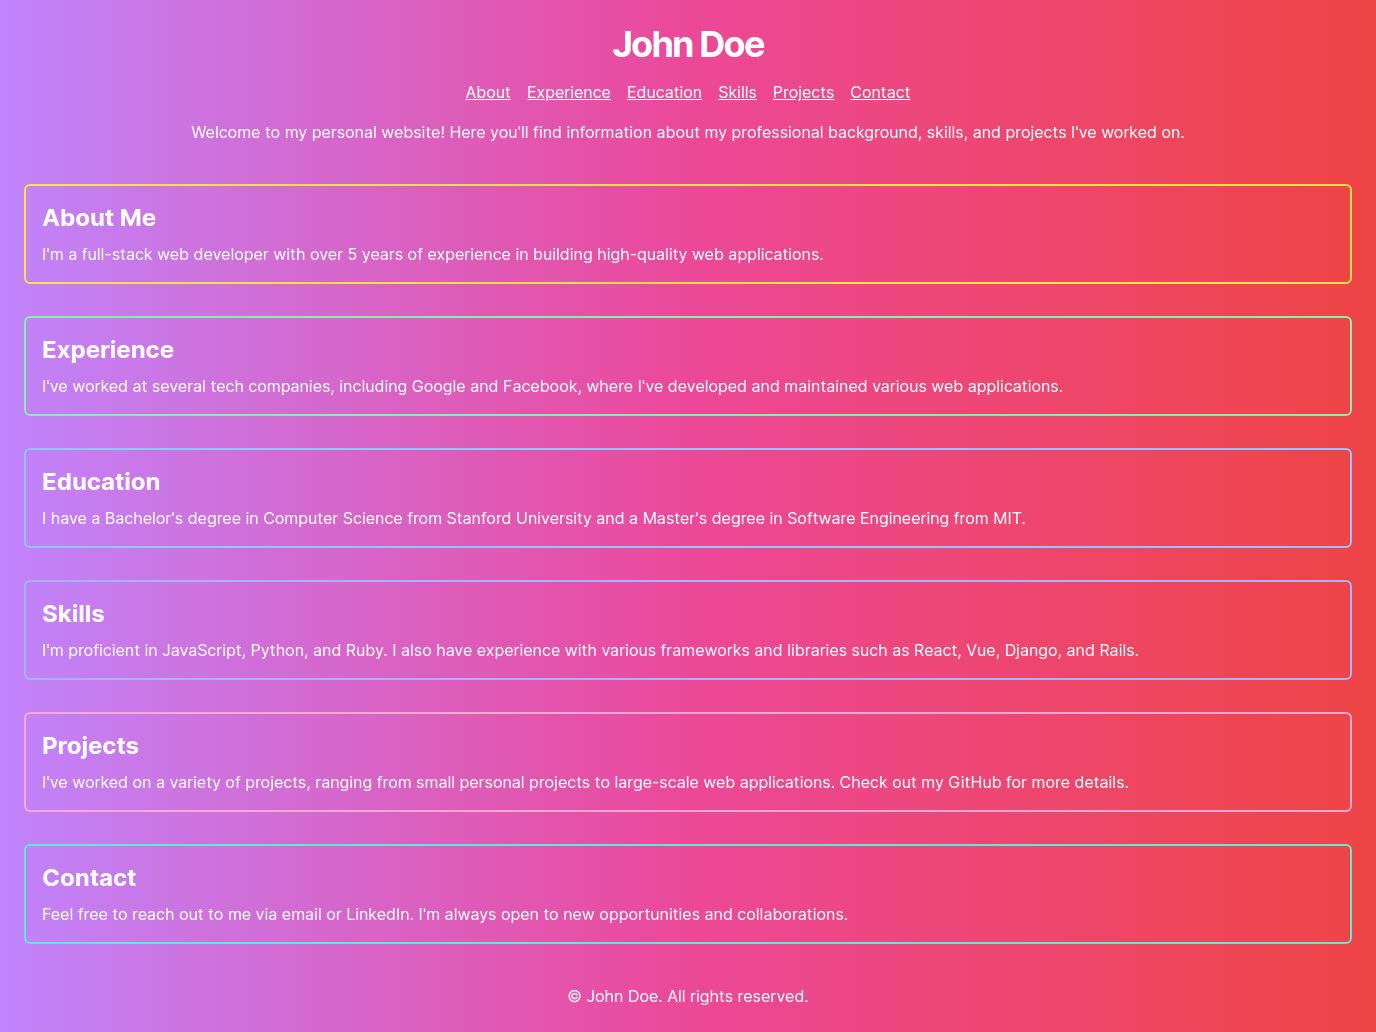 John Doe
About Experience Education Skills Projects Contact
Welcome to my personal website! Here you'll find information about my professional background, skills, and projects I've worked on.
About Me
I'm a full-stack web developer with over 5 years of experience in building high-quality web applications.
Experience
I've worked at several tech companies, including Google and Facebook, where I've developed and maintained various web applications.
Education
I have a Bachelor's degree in Computer Science from Stanford University and a Master's degree in Software Engineering from MIT.
Skills
I'm proficient in JavaScript, Python, and Ruby. I also have experience with various frameworks and libraries such as React, Vue, Django, and Rails.
Projects
I've worked on a variety of projects, ranging from small personal projects to large-scale web applications. Check out my GitHub for more details.
Contact
Feel free to reach out to me via email or LinkedIn. I'm always open to new opportunities and collaborations.
© John Doe. All rights reserved.